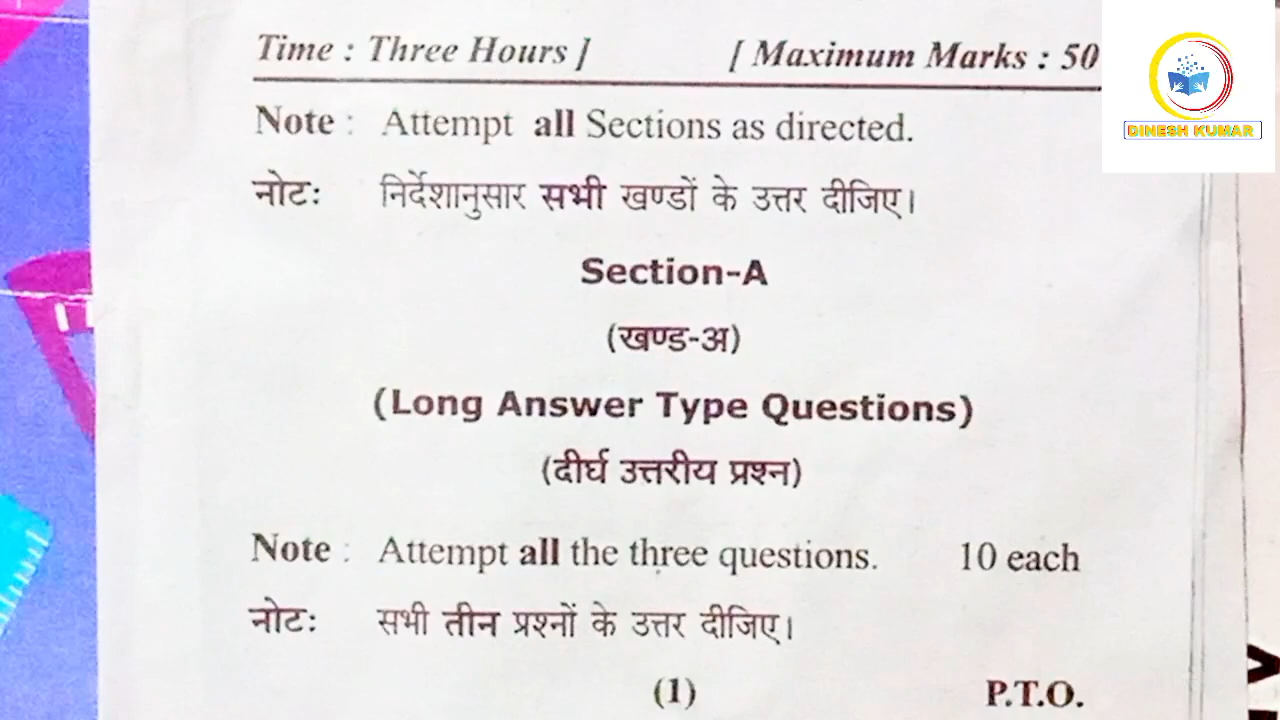 Time : Three Hours ] [ Maximum Marks : 50
DINESH KUMAR
Note : Attempt all Sections as directed.
नोटः निर्देशानुसार सभी खण्डों के उत्तर दीजिए।
Section-A
(खण्ड-अ)
(Long Answer Type Questions)
(दीर्घ उत्तरीय प्रश्न)
Note : Attempt all the three questions. 10 each
नोटः सभी तीन प्रश्नों के उत्तर दीजिए।
(1) P.T.O.